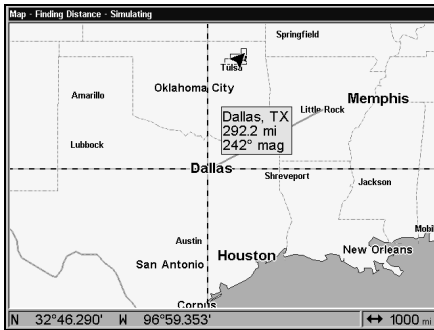 Map - Finding Distance - Simulating
Springfield
Tulsa
Oklahoma City
Amarillo
Memphis
Little Rock
Dallas, TX
292.2 mi
242° mag
Lubbock
Dallas
Shreveport
Jackson
Mobi
Austin
New Orleans
Houston
San Antonio
Corpus
N 32°46.290' W 96°59.353' ↔ 1000 mi